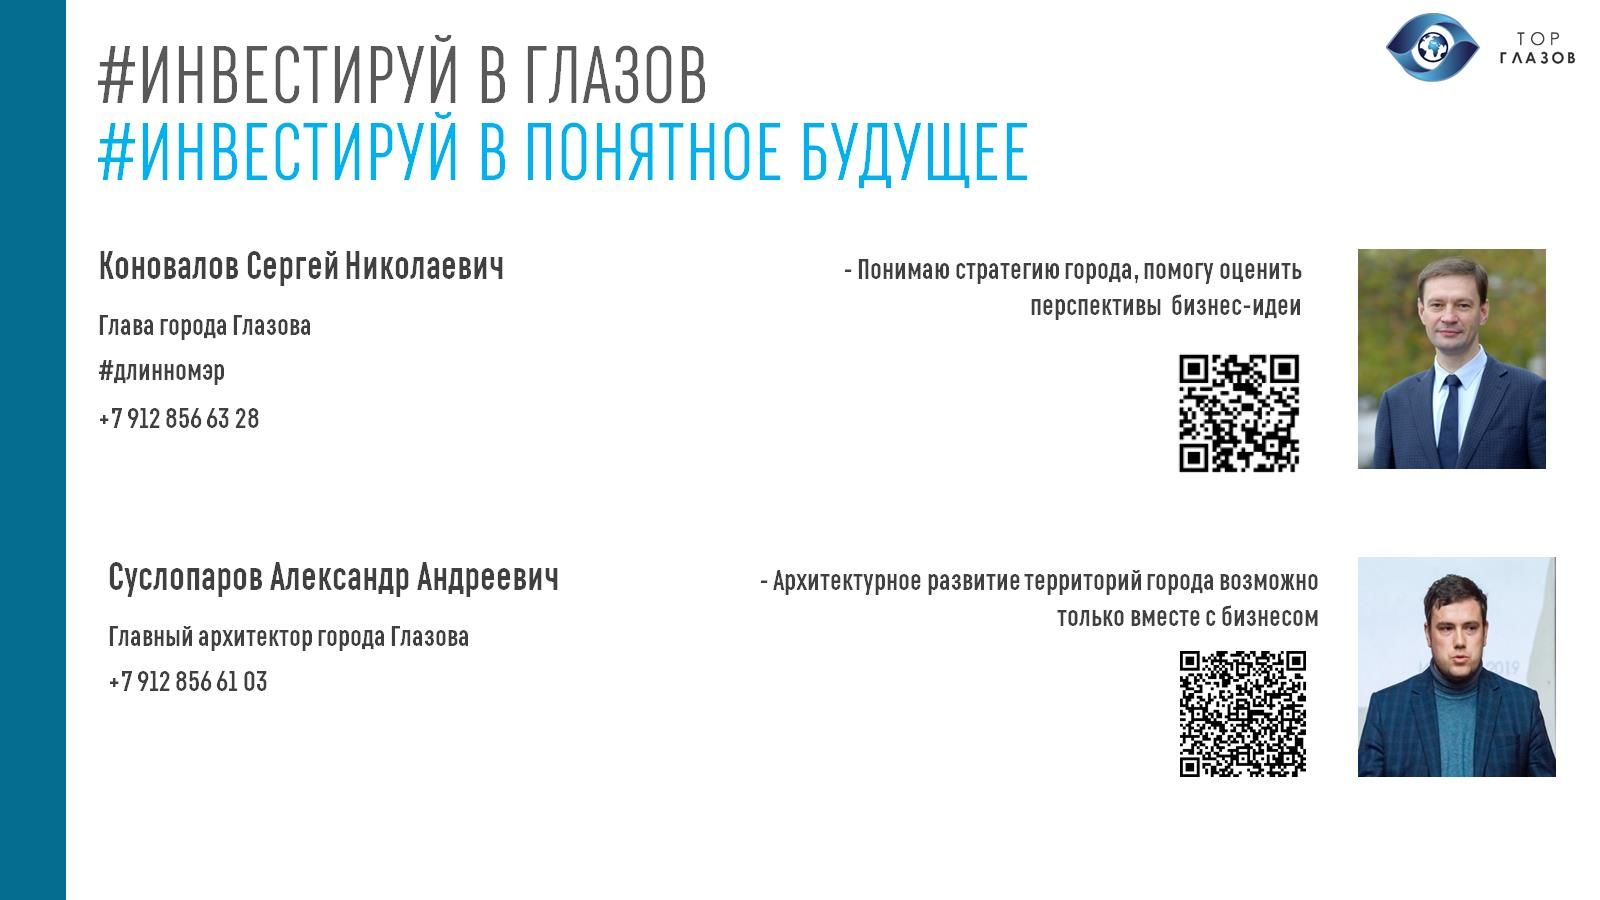 #ИНВЕСТИРУЙ В ГЛАЗОВ
#ИНВЕСТИРУЙ В ПОНЯТНОЕ БУДУЩЕЕ
ТОР
ГЛАЗОВ
Коновалов Сергей Николаевич
Глава города Глазова
#длинномэр
+7 912 856 63 28
- Понимаю стратегию города, помогу оценить
перспективы бизнес-идеи
Суслопаров Александр Андреевич
Главный архитектор города Глазова
+7 912 856 61 03
- Архитектурное развитие территорий города возможно
только вместе с бизнесом
2019